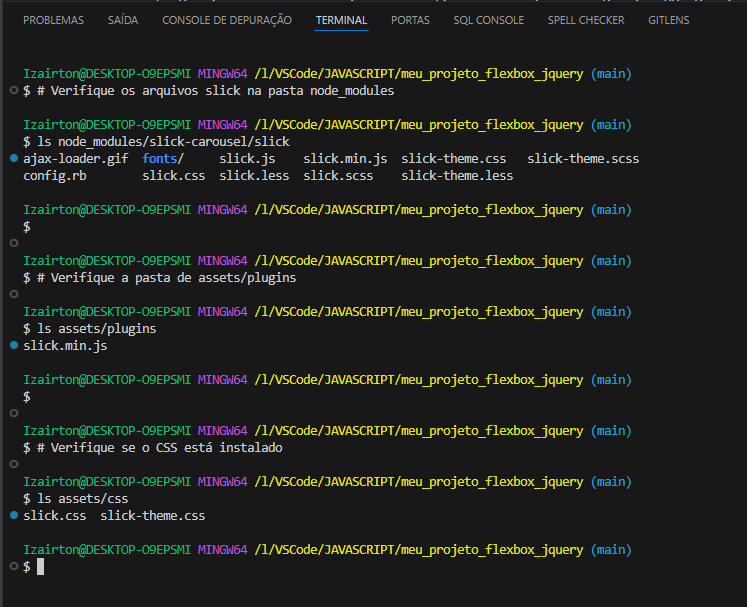 PROBLEMAS SAÍDA CONSOLE DE DEPURAÇÃO TERMINAL PORTAS SQL CONSOLE SPELL CHECKER GITLENS
Izairton@DESKTOP-O9EPSMI MINGW64 /l/VSCode/JAVASCRIPT/meu_projeto_flexbox_jquery (main)
$ # Verifique os arquivos slick na pasta node_modules
Izairton@DESKTOP-O9EPSMI MINGW64 /l/VSCode/JAVASCRIPT/meu_projeto_flexbox_jquery (main)
$ ls node_modules/slick-carousel/slick
ajax-loader.gif fonts/ slick.js slick.min.js slick-theme.css slick-theme.scss
config.rb slick.css slick.less slick.scss slick-theme.less
Izairton@DESKTOP-O9EPSMI MINGW64 /l/VSCode/JAVASCRIPT/meu_projeto_flexbox_jquery (main)
$
Izairton@DESKTOP-O9EPSMI MINGW64 /l/VSCode/JAVASCRIPT/meu_projeto_flexbox_jquery (main)
$ # Verifique a pasta de assets/plugins
Izairton@DESKTOP-O9EPSMI MINGW64 /l/VSCode/JAVASCRIPT/meu_projeto_flexbox_jquery (main)
$ ls assets/plugins
slick.min.js
Izairton@DESKTOP-O9EPSMI MINGW64 /l/VSCode/JAVASCRIPT/meu_projeto_flexbox_jquery (main)
$
Izairton@DESKTOP-O9EPSMI MINGW64 /l/VSCode/JAVASCRIPT/meu_projeto_flexbox_jquery (main)
$ # Verifique se o CSS está instalado
Izairton@DESKTOP-O9EPSMI MINGW64 /l/VSCode/JAVASCRIPT/meu_projeto_flexbox_jquery (main)
$ ls assets/css
slick.css slick-theme.css
Izairton@DESKTOP-O9EPSMI MINGW64 /l/VSCode/JAVASCRIPT/meu_projeto_flexbox_jquery (main)
$